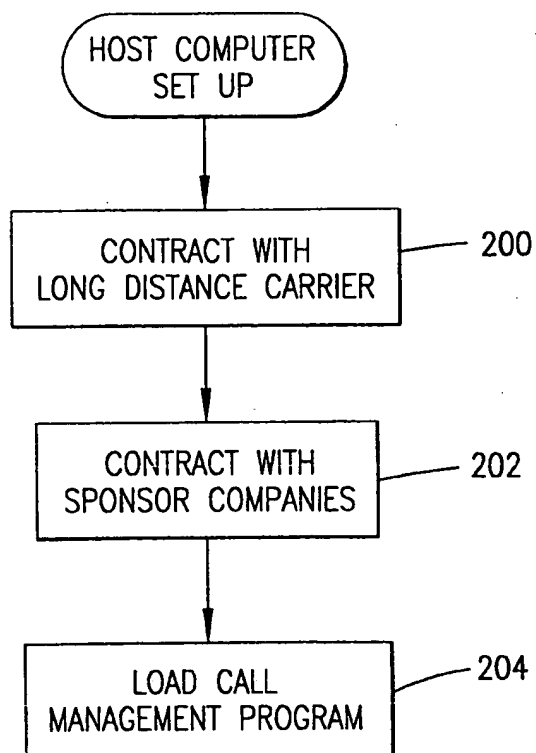 HOST COMPUTER
SET UP
CONTRACT WITH
LONG DISTANCE CARRIER
200
CONTRACT WITH
SPONSOR COMPANIES
202
LOAD CALL
MANAGEMENT PROGRAM
204